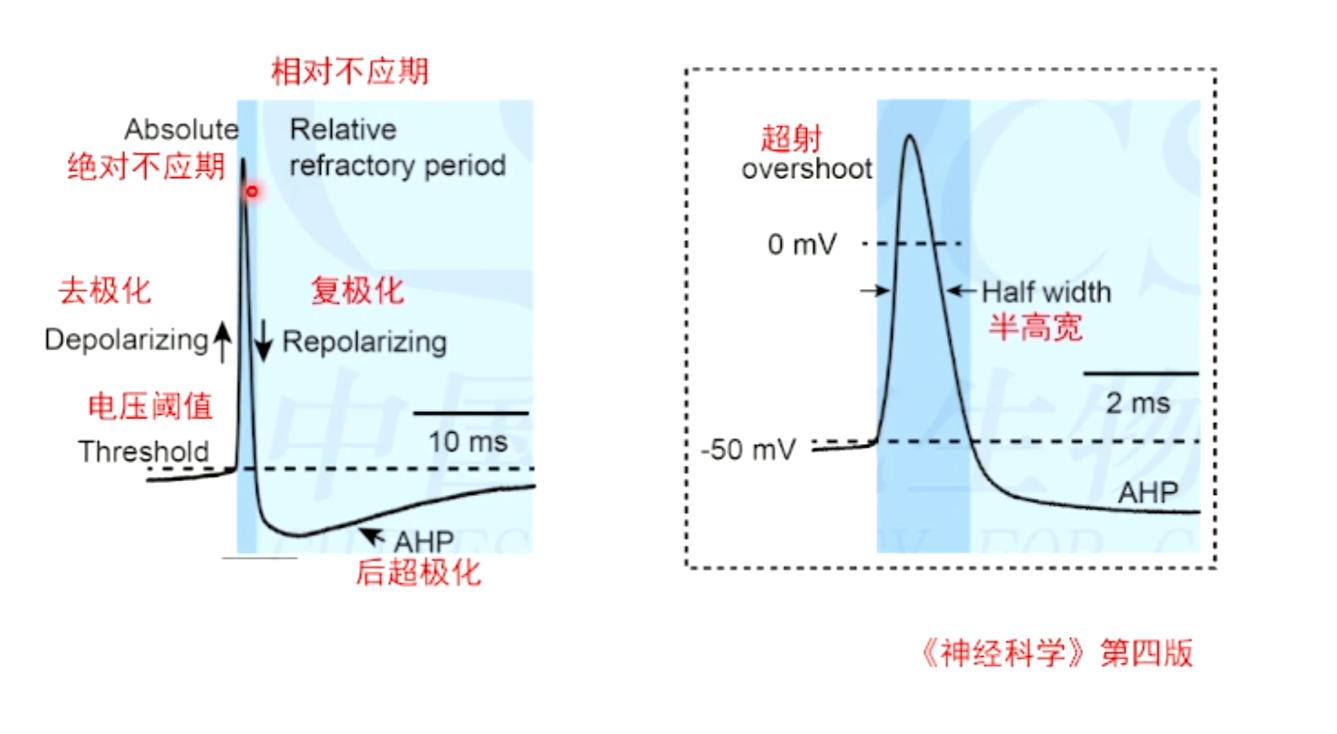 相对不应期
Absolute
绝对不应期
Relative
refractory period
去极化
Depolarizing
复极化
Repolarizing
电压阈值
Threshold
10 ms
AHP
后超极化
超射
overshoot
0 mV
Half width
半高宽
2 ms
-50 mV
AHP
《神经科学》第四版